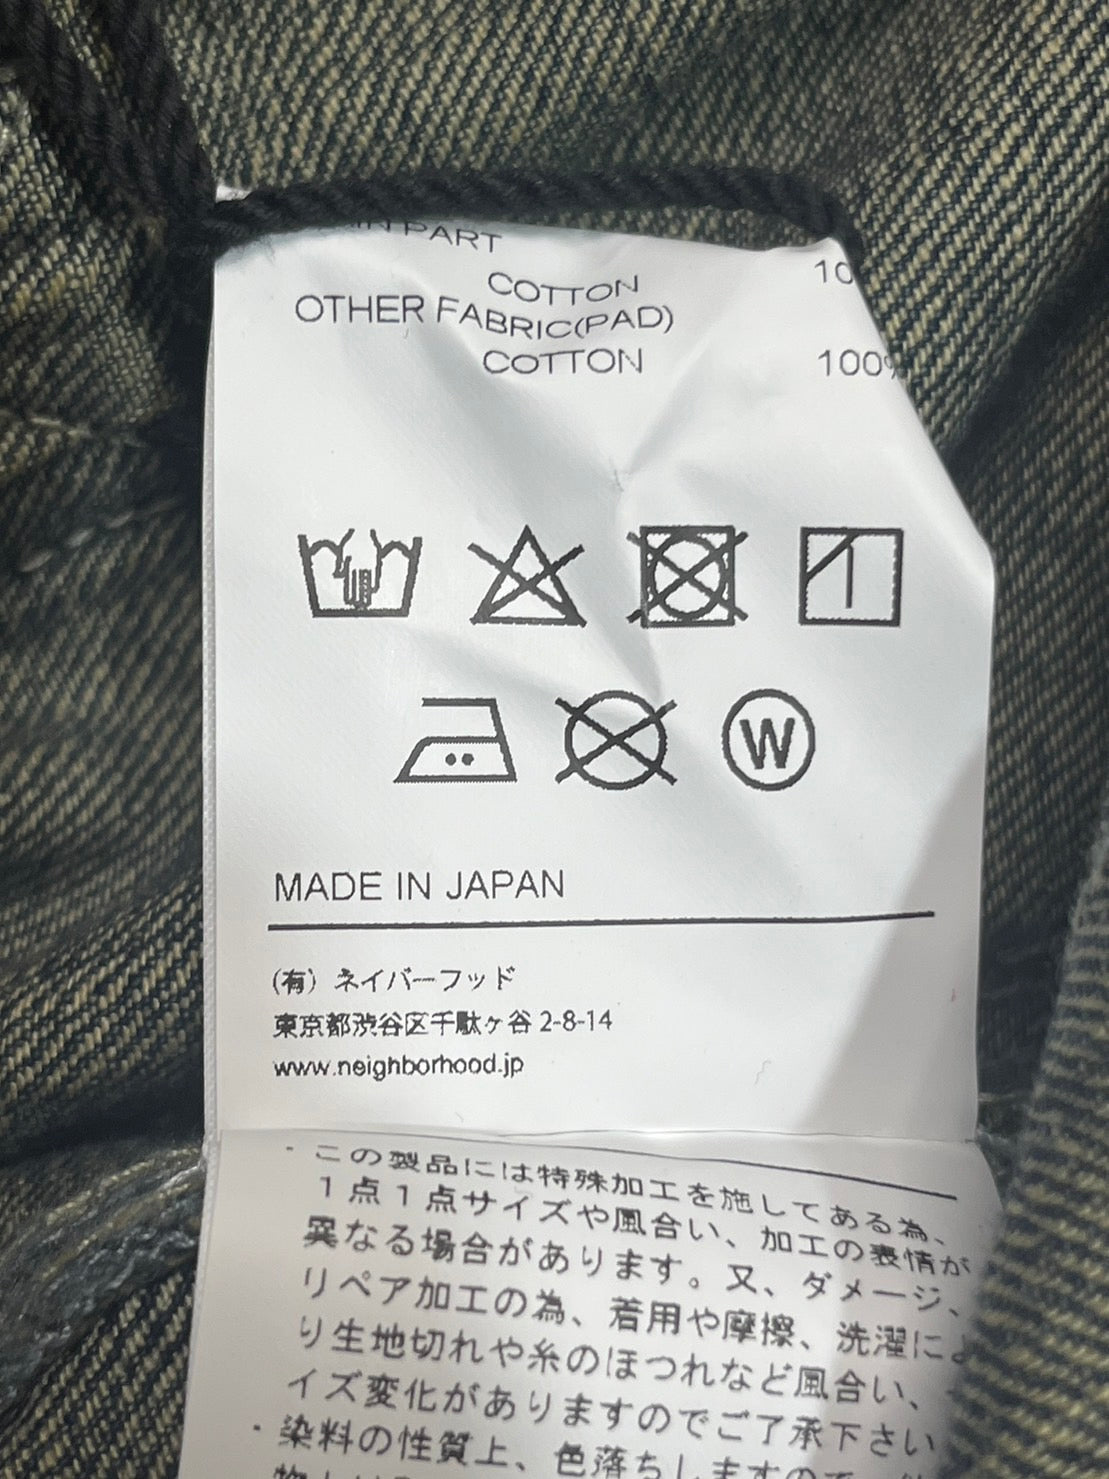 PART
COTTON 10
OTHER FABRIC(PAD)
COTTON 100%
W
MADE IN JAPAN
(有) ネイバーフッド
東京都渋谷区千駄ヶ谷 2-8-14
www.neighborhood.jp
・この製品には特殊加工を施してある為、
1点1点サイズや風合い、加工の表情が
異なる場合があります。又、ダメージ、
リペア加工の為、着用や摩擦、洗濯によ
り生地切れや糸のほつれなど風合い、
イズ変化がありますのでご了承下さい
・染料の性質上、色落ちしますので